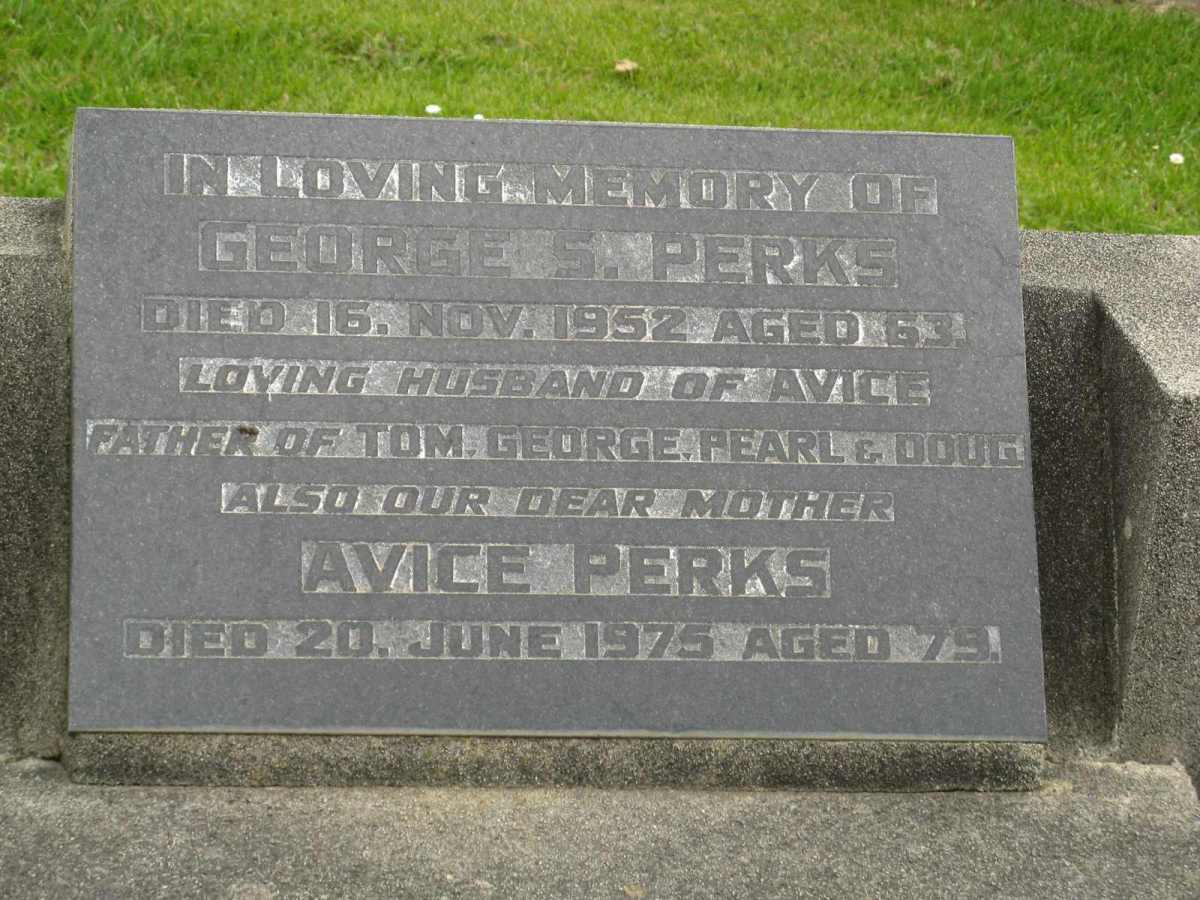 IN LOVING MEMORY OF
GEORGE S. PERKS
DIED 16. NOV. 1952 AGED 63.
LOVING HUSBAND OF AVICE
FATHER OF TOM, GEORGE, PEARL & DOUG
ALSO OUR DEAR MOTHER
AVICE PERKS
DIED 20. JUNE 1975 AGED 79.